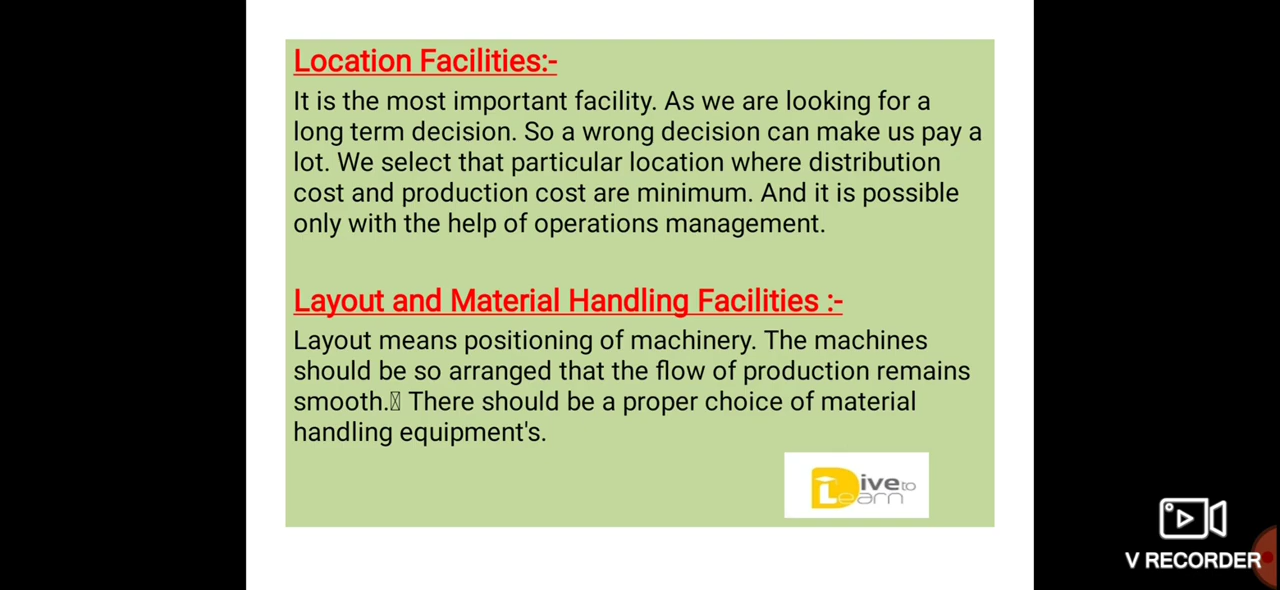 Location Facilities:-
It is the most important facility. As we are looking for a
long term decision. So a wrong decision can make us pay a
lot. We select that particular location where distribution
cost and production cost are minimum. And it is possible
only with the help of operations management.
Layout and Material Handling Facilities :-
Layout means positioning of machinery. The machines
should be so arranged that the flow of production remains
smooth. There should be a proper choice of material
handling equipment's.
Dive to
Learn
V RECORDER